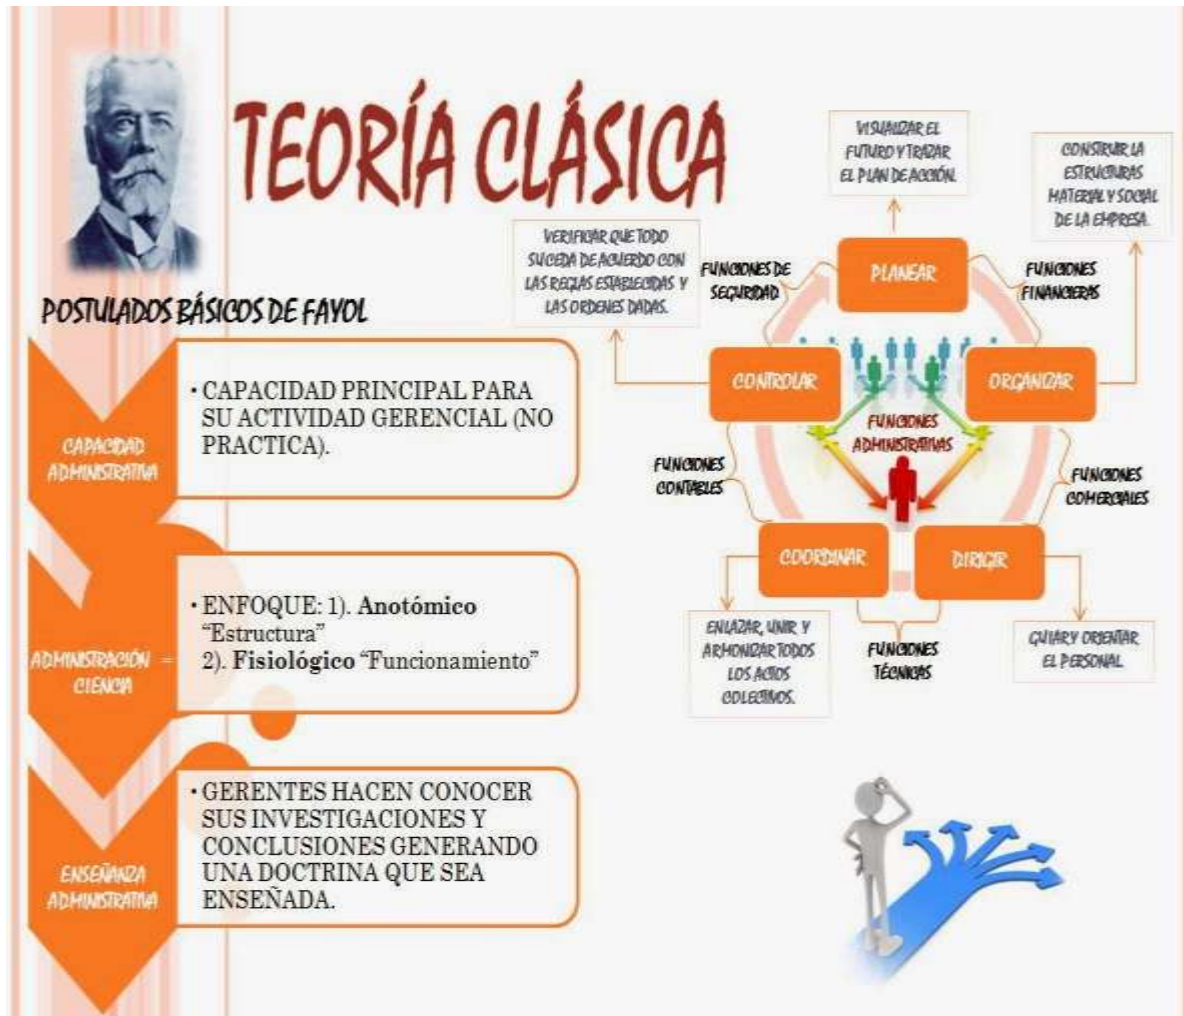 TEORÍA CLÁSICA
POSTULADOS BÁSICOS DE FAYOL
CAPACIDAD
ADMINISTRATIVA
• CAPACIDAD PRINCIPAL PARA
SU ACTIVIDAD GERENCIAL (NO
PRACTICA).
ADMINISTRACIÓN =
CIENCIA
• ENFOQUE: 1). Anotómico
“Estructura”
2). Fisiológico “Funcionamiento”
ENSEÑANZA
ADMINISTRATIVA
• GERENTES HACEN CONOCER
SUS INVESTIGACIONES Y
CONCLUSIONES GENERANDO
UNA DOCTRINA QUE SEA
ENSEÑADA.
VISUALIZAR EL
FUTURO Y TRAZAR
EL PLAN DE ACCIÓN.
CONSTRUIR LA
ESTRUCTURAS
MATERIAL Y SOCIAL
DE LA EMPRESA.
VERIFICAR QUE TODO
SUCEDA DE ACUERDO CON
LAS REGLAS ESTABLECIDAS Y
LAS ORDENES DADAS.
FUNCIONES DE
SEGURIDAD
PLANEAR
FUNCIONES
FINANCIERAS
CONTROLAR
ORGANIZAR
FUNCIONES
ADMINISTRATIVAS
FUNCIONES
CONTABLES
FUNCIONES
COMERCIALES
COORDINAR
DIRIGIR
ENLAZAR, UNIR Y
ARMONIZAR TODOS
LOS ACTOS
COLECTIVOS.
FUNCIONES
TÉCNICAS
GUIAR Y ORIENTAR
EL PERSONAL